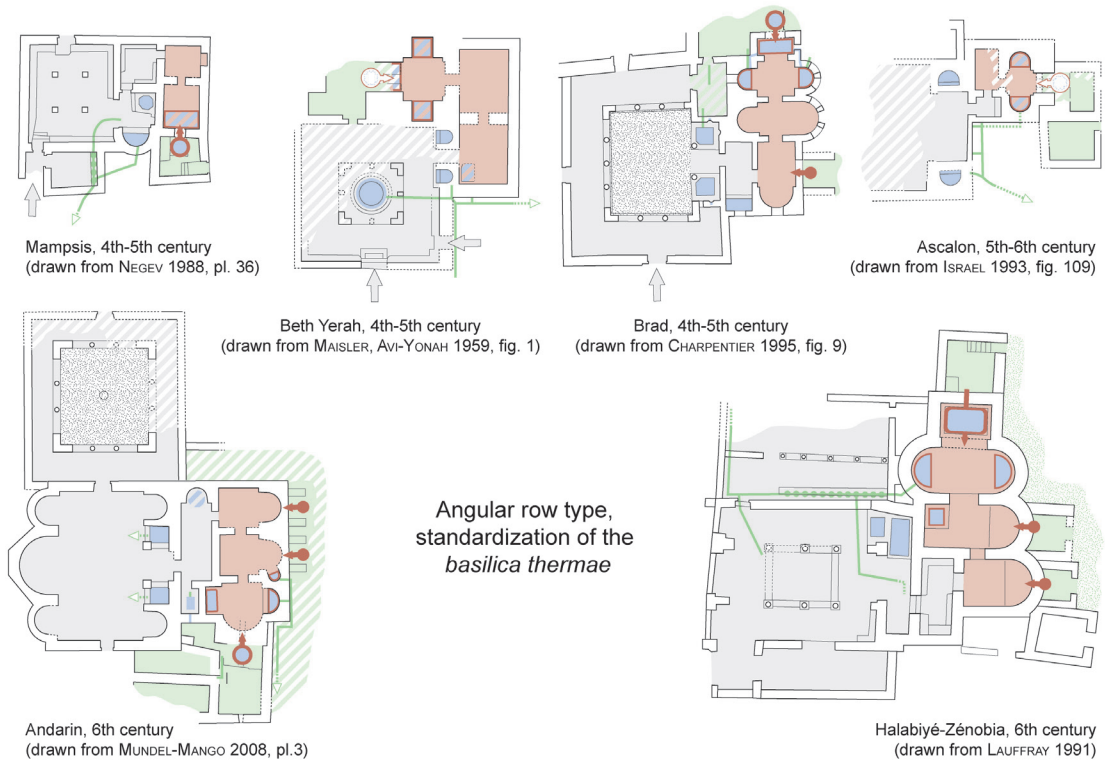 Mampsis, 4th-5th century
(drawn from NEGEV 1988, pl. 36)
Beth Yerah, 4th-5th century
(drawn from MAISLER, AVI-YONAH 1959, fig. 1)
Brad, 4th-5th century
(drawn from CHARPENTIER 1995, fig. 9)
Ascalon, 5th-6th century
(drawn from ISRAEL 1993, fig. 109)
Angular row type,
standardization of the
basilica thermae
Andarin, 6th century
(drawn from MUNDEL-MANGO 2008, pl.3)
Halabiyé-Zénobia, 6th century
(drawn from LAUFFRAY 1991)